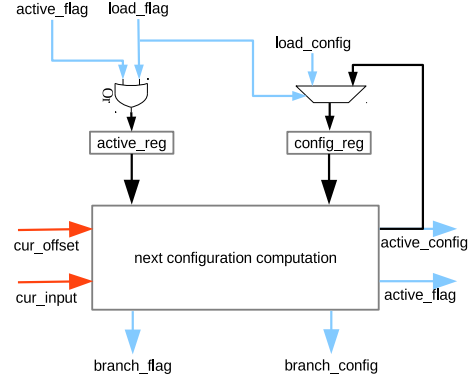 active_flag
load_flag
load_config
Or
active_reg
config_reg
cur_offset
next configuration computation
active_config
cur_input
active_flag
branch_flag
branch_config